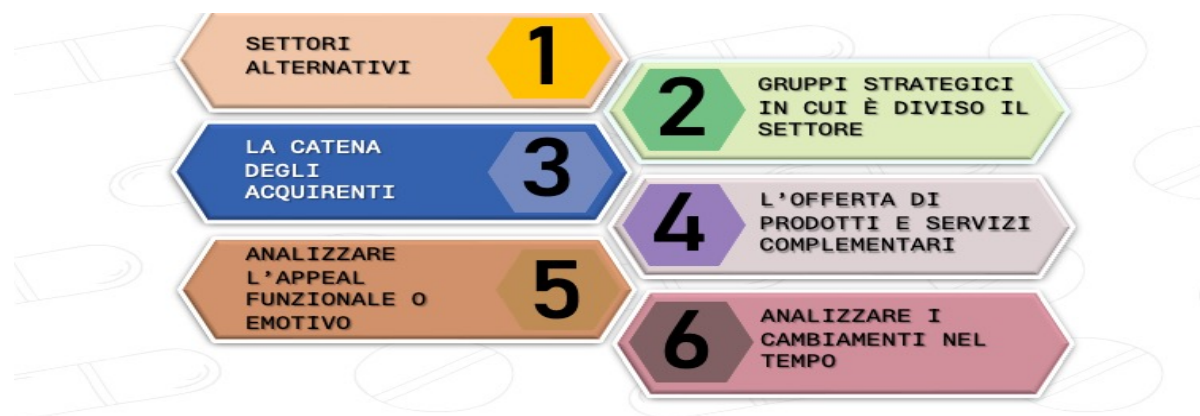 SETTORI
ALTERNATIVI
1
2
GRUPPI STRATEGICI
IN CUI È DIVISO IL
SETTORE
LA CATENA
DEGLI
ACQUIRENTI
3
4
L'OFFERTA DI
PRODOTTI E SERVIZI
COMPLEMENTARI
ANALIZZARE
L'APPEAL
FUNZIONALE O
EMOTIVO
5
6
ANALIZZARE I
CAMBIAMENTI NEL
TEMPO